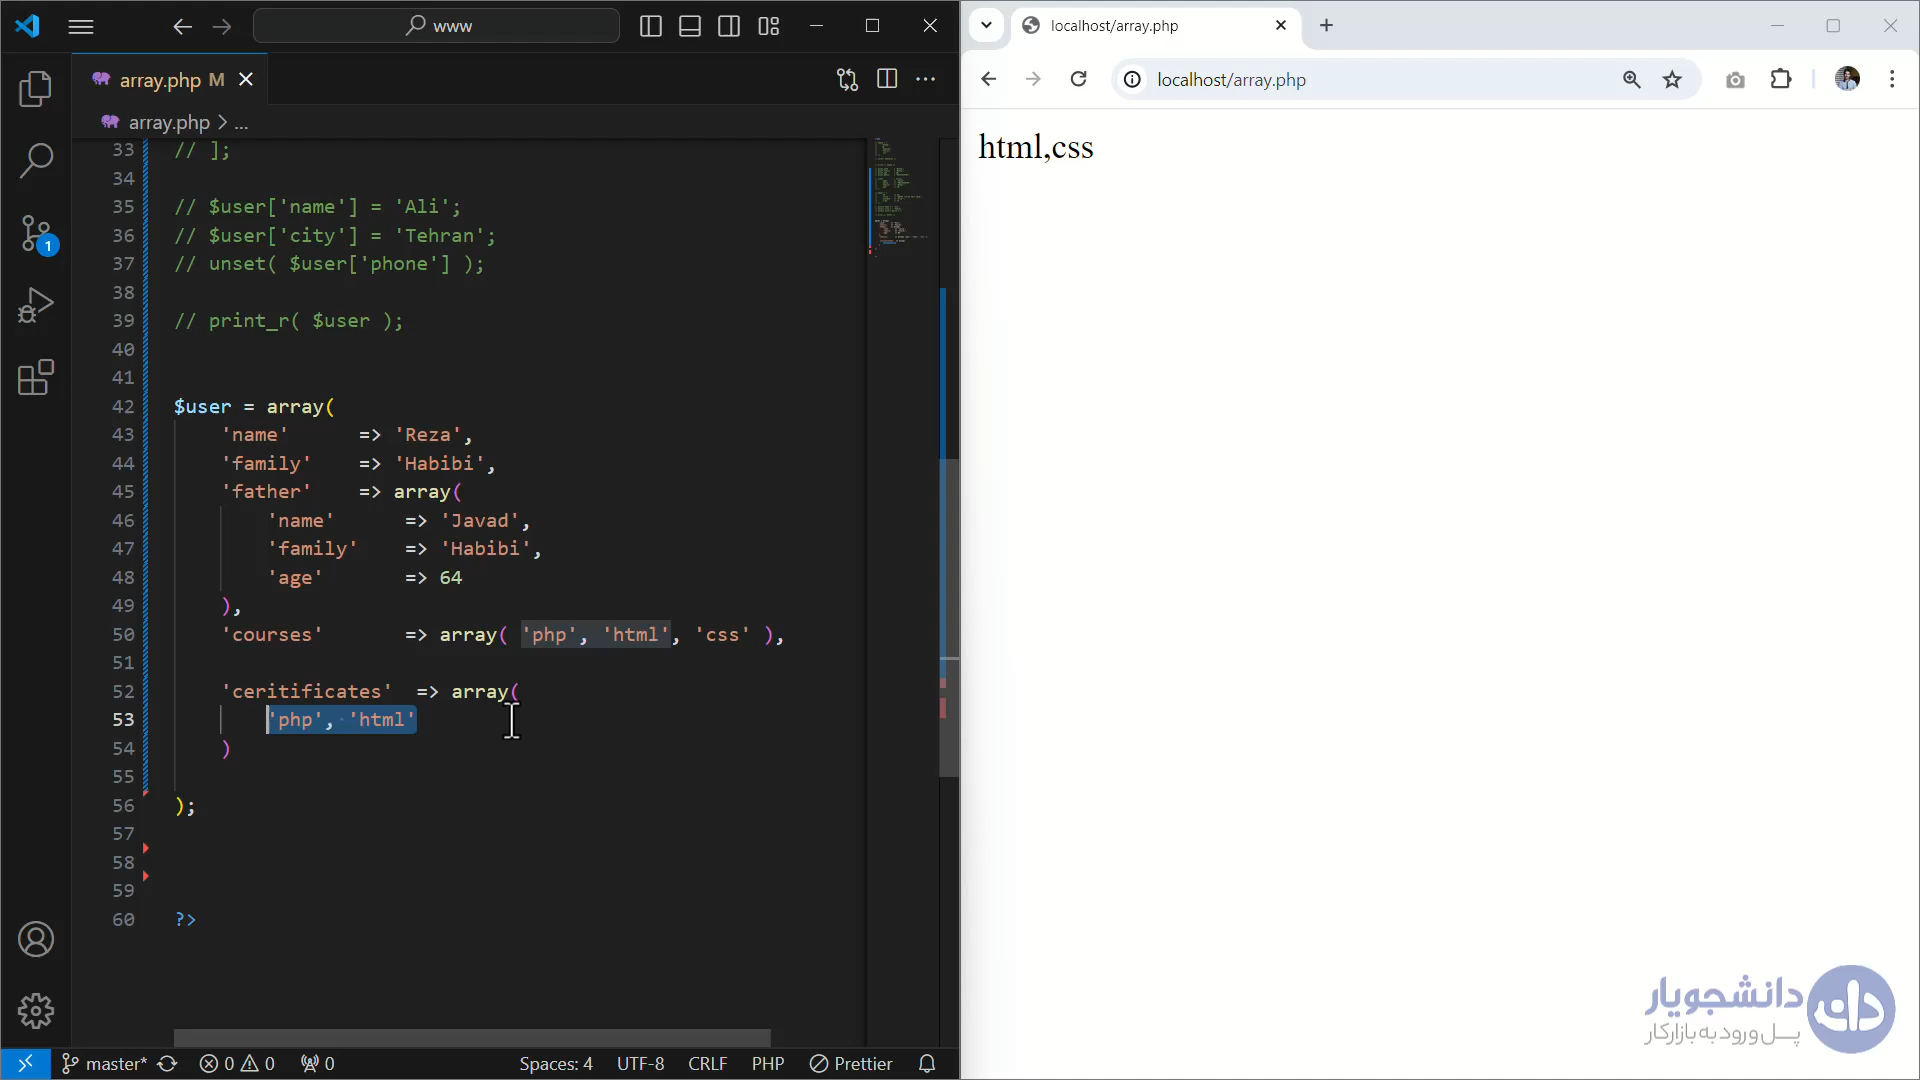 www
localhost/array.php
array.php M
localhost/array.php
array.php > ...
html,css
33 // ];
34
35 // $user['name'] = 'Ali';
36 // $user['city'] = 'Tehran';
37 // unset( $user['phone'] );
38
39 // print_r( $user );
40
41
42 $user = array(
43 'name' => 'Reza',
44 'family' => 'Habibi',
45 'father' => array(
46 'name' => 'Javad',
47 'family' => 'Habibi',
48 'age' => 64
49 ),
50 'courses' => array( 'php', 'html', 'css' ),
51
52 'ceritificates' => array(
53 'php', 'html'
54 )
55
56 );
57
58
59
60 ?>
1
دانشجویار
پل ورود به بازار کار
master* 0 0 0 Spaces: 4 UTF-8 CRLF PHP Prettier